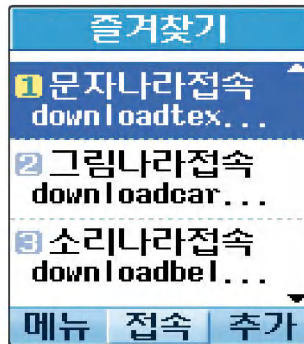 즐겨찾기
1 문자나라접속
downloadtex...
2 그림나라접속
downloadcar...
3 소리나라접속
downloadbel...
메뉴 접속 추가